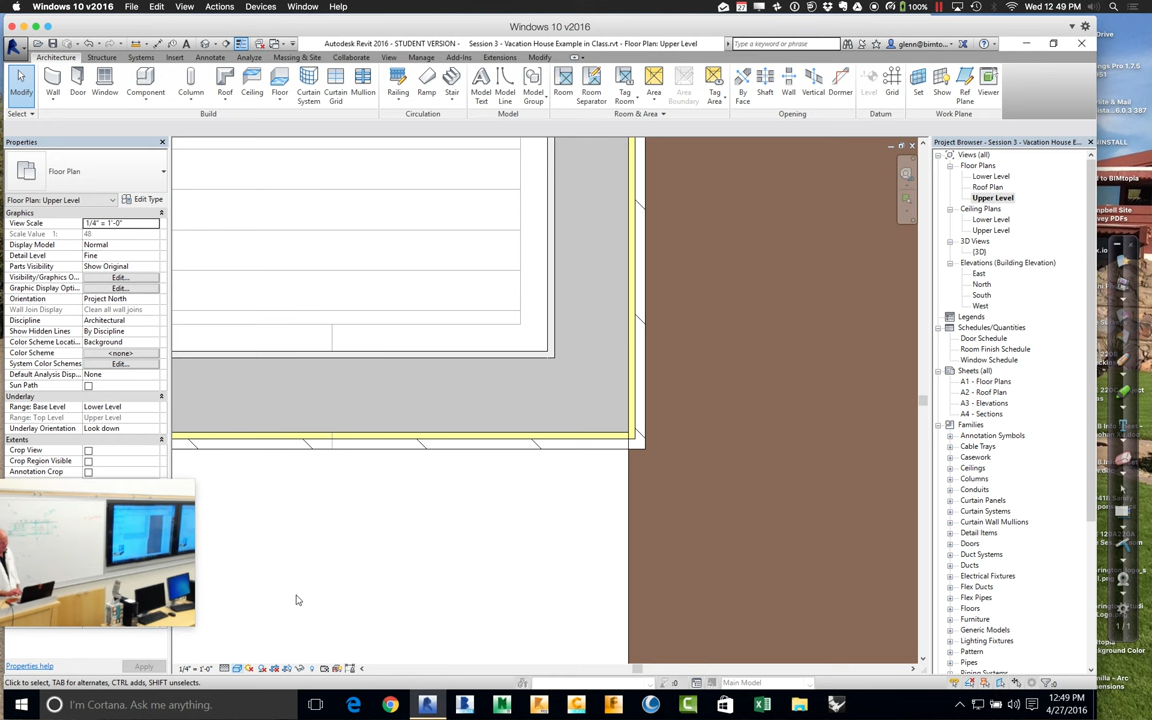 Windows 10 v2016 File Edit View Actions Devices Window Help 100% Wed 12:49 PM
Windows 10 v2016
Autodesk Revit 2016 - STUDENT VERSION - Session 3 - Vacation House Example in Class.rvt - Floor Plan: Upper Level
Type a keyword or phrase
glenn@bimto...
Architecture Structure Systems Insert Annotate Analyze Massing & Site Collaborate View Manage Add-Ins Extensions Modify
Modify Wall Door Window Component Column Roof Ceiling Floor Curtain System Curtain Grid Mullion Railing Ramp Stair Model Text Model Line Model Group Room Room Separator Tag Room Area Area Boundary Tag Area By Face Shaft Wall Vertical Dormer Level Grid Set Show Ref Plane Viewer
Select Build Circulation Model Room & Area Opening Datum Work Plane
Properties
Floor Plan
Floor Plan: Upper Level Edit Type
Graphics
View Scale 1/4" = 1'-0"
Scale Value 1: 48
Display Model Normal
Detail Level Fine
Parts Visibility Show Original
Visibility/Graphics O... Edit...
Graphic Display Opti... Edit...
Orientation Project North
Wall Join Display Clean all wall joins
Discipline Architectural
Show Hidden Lines By Discipline
Color Scheme Locati... Background
Color Scheme <none>
System Color Schemes Edit...
Default Analysis Disp... None
Sun Path
Underlay
Range: Base Level Lower Level
Range: Top Level Upper Level
Underlay Orientation Look down
Extents
Crop View
Crop Region Visible
Annotation Crop
Properties help Apply
Project Browser - Session 3 - Vacation House E...
Views (all)
Floor Plans
Lower Level
Roof Plan
Upper Level
Ceiling Plans
Lower Level
Upper Level
3D Views
{3D}
Elevations (Building Elevation)
East
North
South
West
Legends
Schedules/Quantities
Door Schedule
Room Finish Schedule
Window Schedule
Sheets (all)
A1 - Floor Plans
A2 - Roof Plan
A3 - Elevations
A4 - Sections
Families
Annotation Symbols
Cable Trays
Casework
Ceilings
Columns
Conduits
Curtain Panels
Curtain Systems
Curtain Wall Mullions
Detail Items
Doors
Duct Systems
Ducts
Electrical Fixtures
Flex Ducts
Flex Pipes
Floors
Furniture
Generic Models
Lighting Fixtures
Pattern
Pipes
1/4" = 1'-0"
Click to select, TAB for alternates, CTRL adds, SHIFT unselects.
:0 Main Model :0
1/1
I'm Cortana. Ask me anything.
12:49 PM
4/27/2016